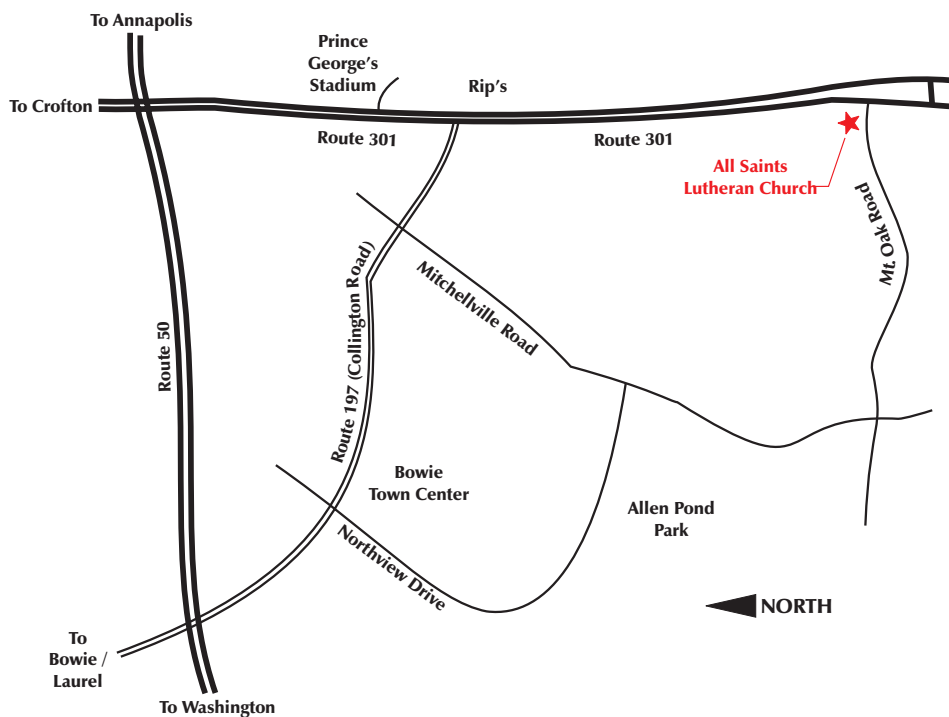 To Annapolis
Prince
George's
Stadium
Rip's
To Crofton
Route 301
Route 301
All Saints
Lutheran Church
Mt. Oak Road
Mitchellville Road
Route 50
Route 197 (Collington Road)
Bowie
Town Center
Allen Pond
Park
Northview Drive
NORTH
To
Bowie /
Laurel
To Washington